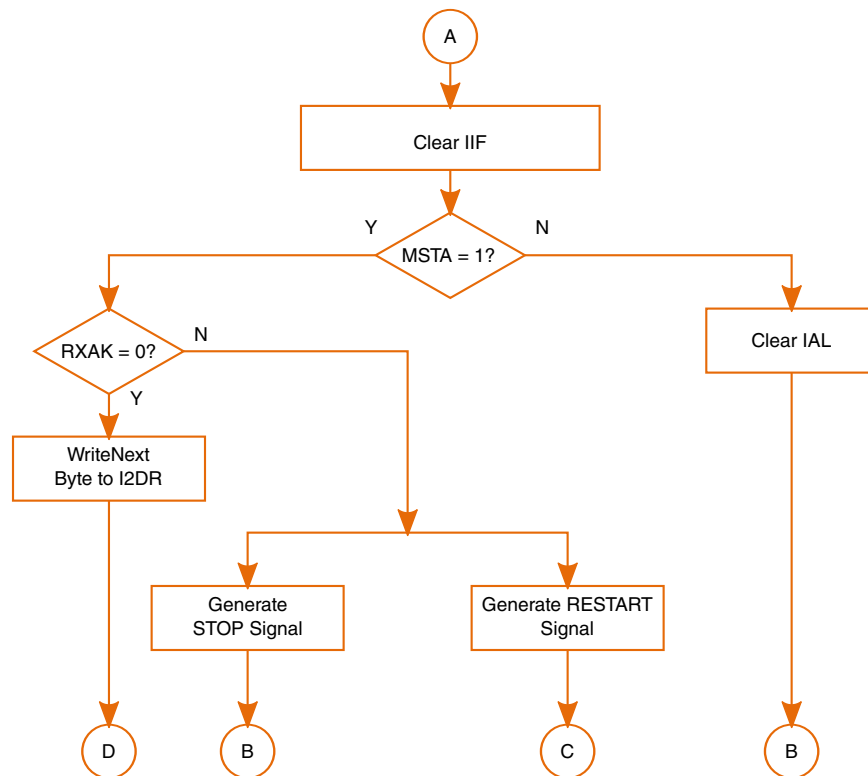 A
Clear IIF
Y
N
MSTA = 1?
N
RXAK = 0?
Clear IAL
Y
WriteNext
Byte to I2DR
Generate
STOP Signal
Generate RESTART
Signal
D
B
C
B